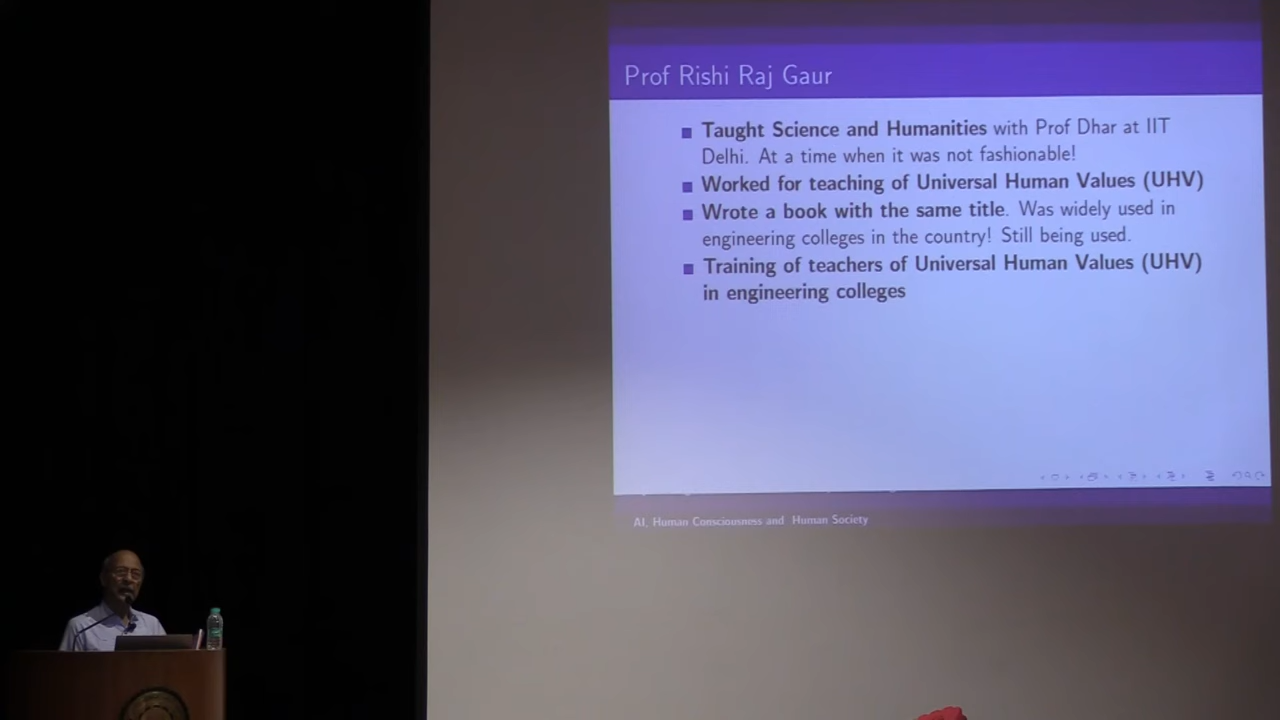 Prof Rishi Raj Gaur
Taught Science and Humanities with Prof Dhar at IIT
Delhi. At a time when it was not fashionable!
Worked for teaching of Universal Human Values (UHV)
Wrote a book with the same title. Was widely used in
engineering colleges in the country! Still being used.
Training of teachers of Universal Human Values (UHV)
in engineering colleges
AI, Human Consciousness and Human Society